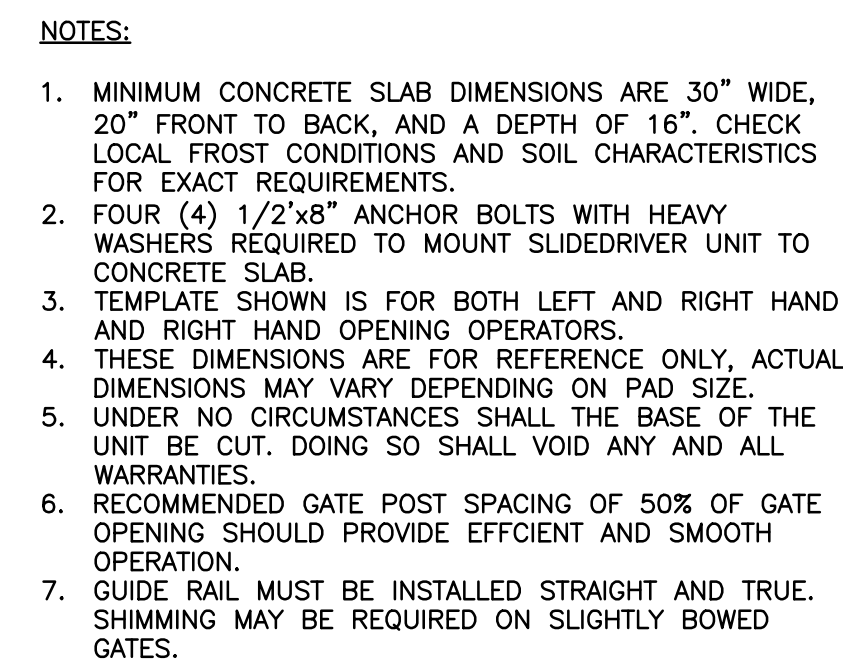 NOTES:
1. MINIMUM CONCRETE SLAB DIMENSIONS ARE 30” WIDE,
20” FRONT TO BACK, AND A DEPTH OF 16”. CHECK
LOCAL FROST CONDITIONS AND SOIL CHARACTERISTICS
FOR EXACT REQUIREMENTS.
2. FOUR (4) 1/2'x8” ANCHOR BOLTS WITH HEAVY
WASHERS REQUIRED TO MOUNT SLIDEDRIVER UNIT TO
CONCRETE SLAB.
3. TEMPLATE SHOWN IS FOR BOTH LEFT AND RIGHT HAND
AND RIGHT HAND OPENING OPERATORS.
4. THESE DIMENSIONS ARE FOR REFERENCE ONLY, ACTUAL
DIMENSIONS MAY VARY DEPENDING ON PAD SIZE.
5. UNDER NO CIRCUMSTANCES SHALL THE BASE OF THE
UNIT BE CUT. DOING SO SHALL VOID ANY AND ALL
WARRANTIES.
6. RECOMMENDED GATE POST SPACING OF 50% OF GATE
OPENING SHOULD PROVIDE EFFCIENT AND SMOOTH
OPERATION.
7. GUIDE RAIL MUST BE INSTALLED STRAIGHT AND TRUE.
SHIMMING MAY BE REQUIRED ON SLIGHTLY BOWED
GATES.